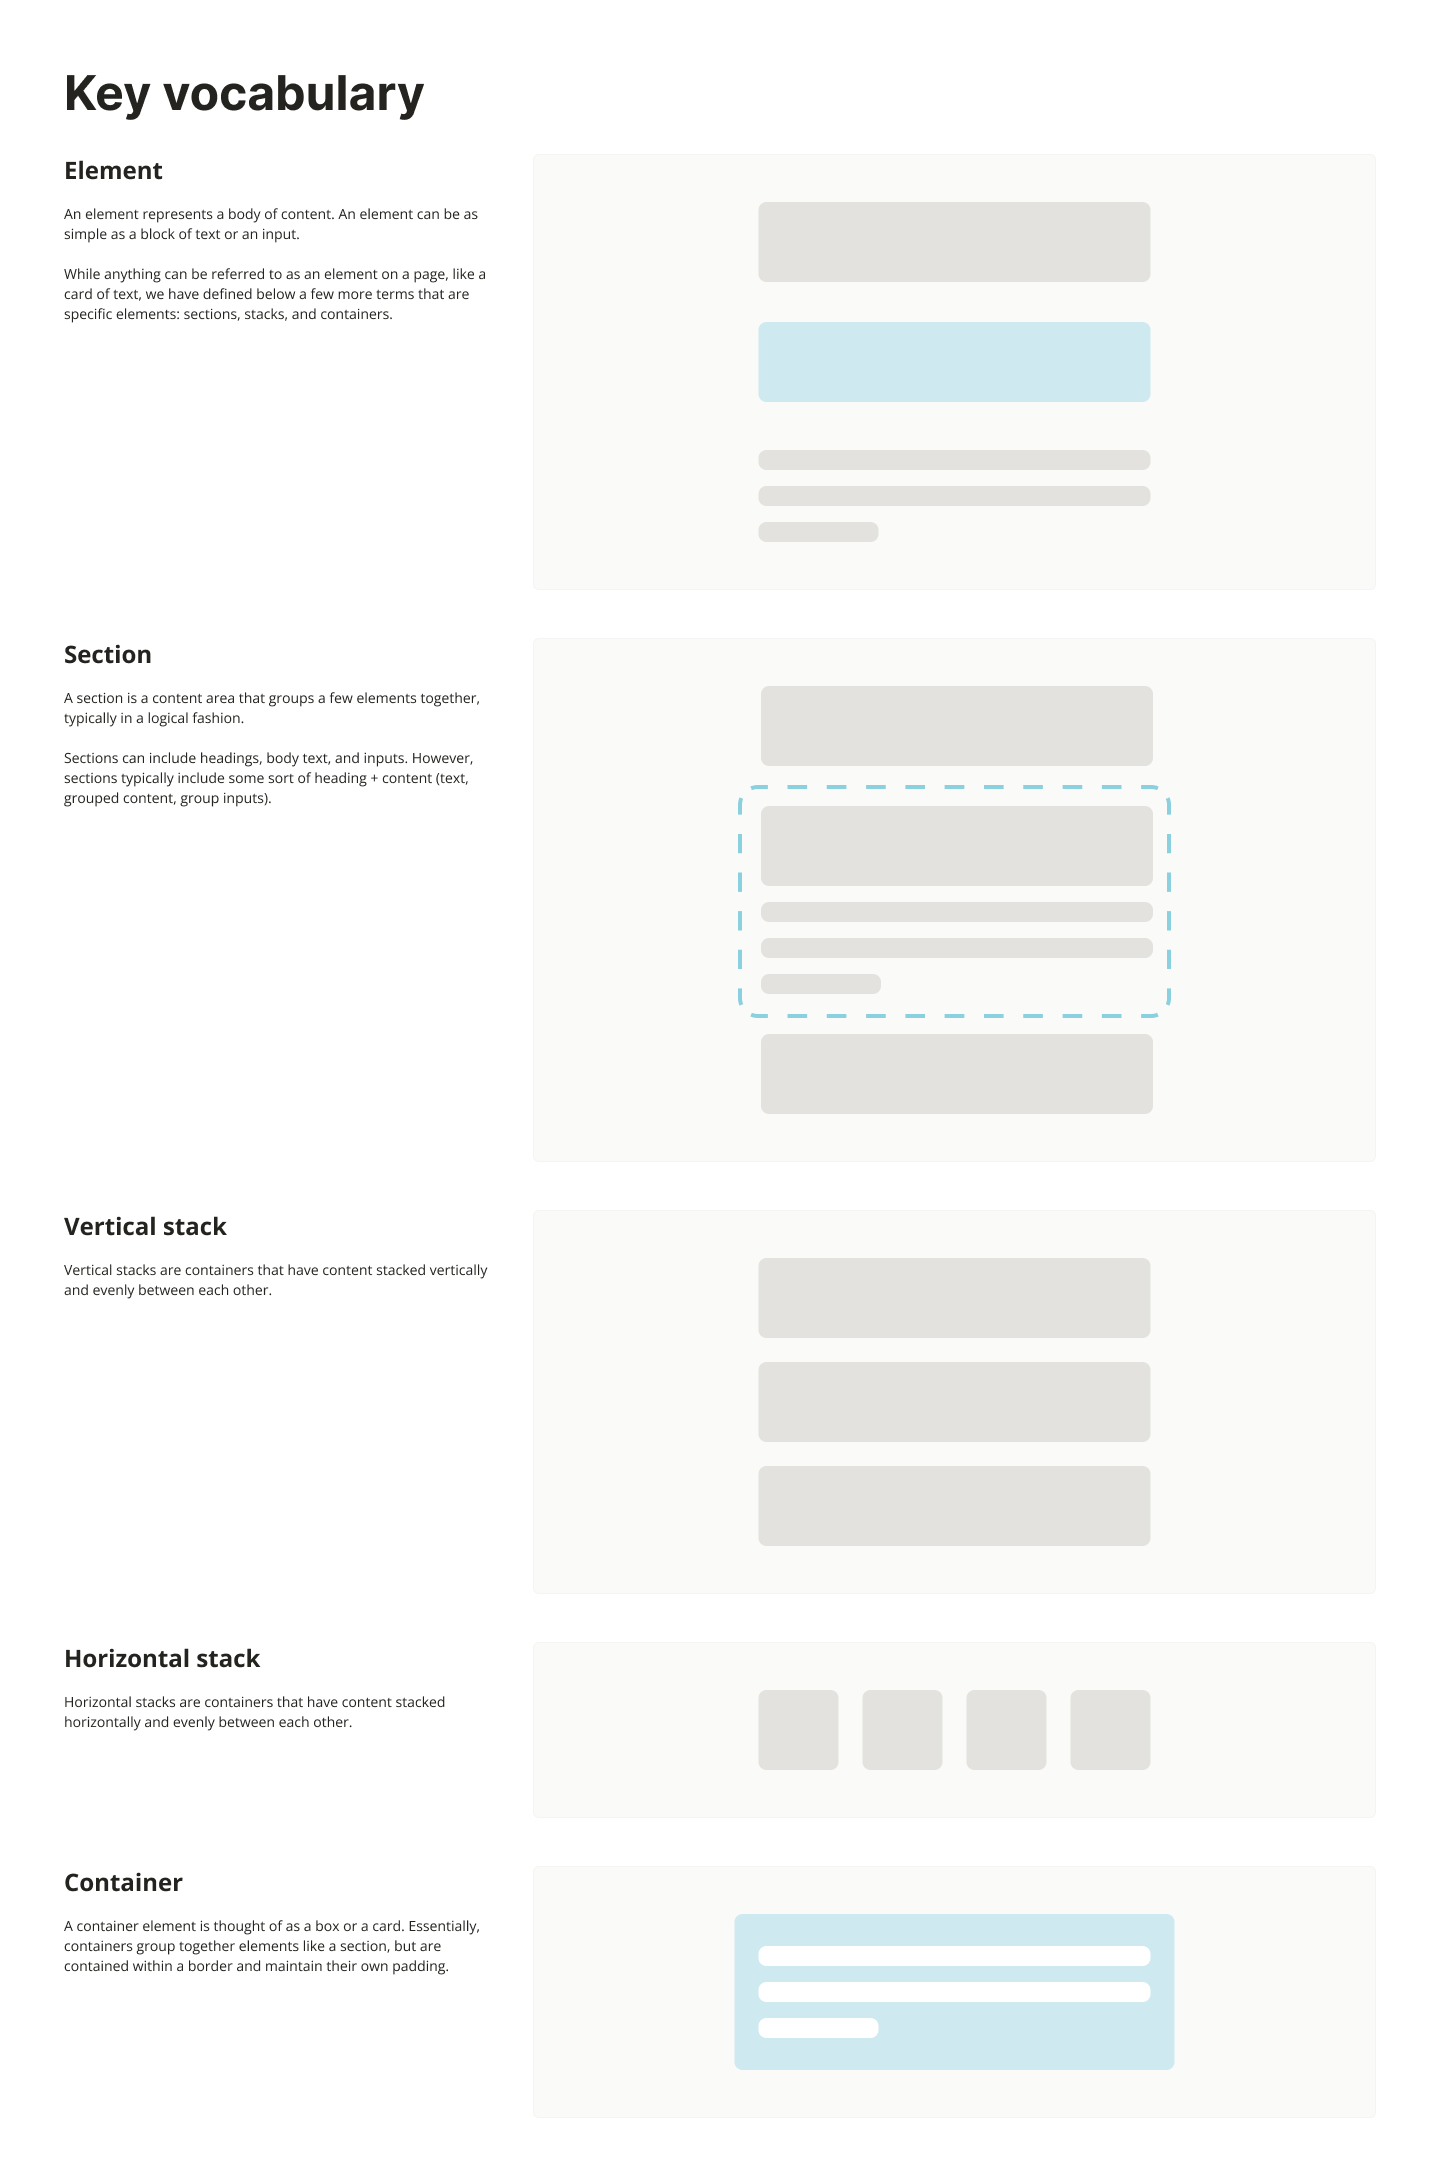 Key vocabulary
Element
An element represents a body of content. An element can be as
simple as a block of text or an input.
While anything can be referred to as an element on a page, like a
card of text, we have defined below a few more terms that are
specific elements: sections, stacks, and containers.
Section
A section is a content area that groups a few elements together,
typically in a logical fashion.
Sections can include headings, body text, and inputs. However,
sections typically include some sort of heading + content (text,
grouped content, group inputs).
Vertical stack
Vertical stacks are containers that have content stacked vertically
and evenly between each other.
Horizontal stack
Horizontal stacks are containers that have content stacked
horizontally and evenly between each other.
Container
A container element is thought of as a box or a card. Essentially,
containers group together elements like a section, but are
contained within a border and maintain their own padding.